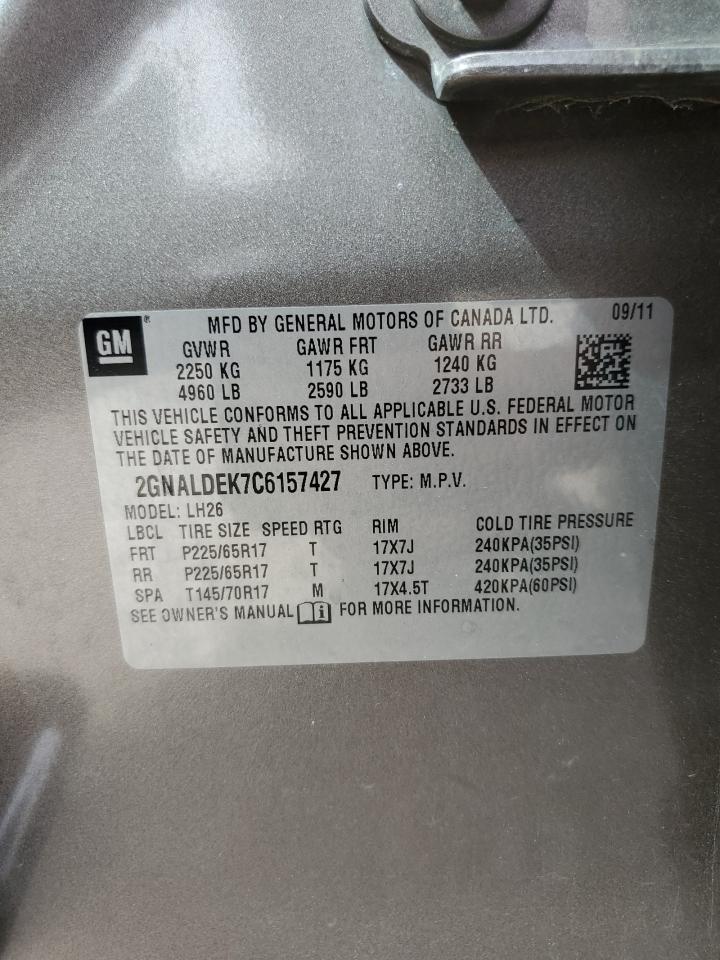 GM® MFD BY GENERAL MOTORS OF CANADA LTD. 09/11
GVWR GAWR FRT GAWR RR
2250 KG 1175 KG 1240 KG
4960 LB 2590 LB 2733 LB
THIS VEHICLE CONFORMS TO ALL APPLICABLE U.S. FEDERAL MOTOR
VEHICLE SAFETY AND THEFT PREVENTION STANDARDS IN EFFECT ON
THE DATE OF MANUFACTURE SHOWN ABOVE.
2GNALDEK7C6157427 TYPE: M.P.V.
MODEL: LH26
LBCL TIRE SIZE SPEED RTG RIM COLD TIRE PRESSURE
FRT P225/65R17 T 17X7J 240KPA(35PSI)
RR P225/65R17 T 17X7J 240KPA(35PSI)
SPA T145/70R17 M 17X4.5T 420KPA(60PSI)
SEE OWNER'S MANUAL FOR MORE INFORMATION.